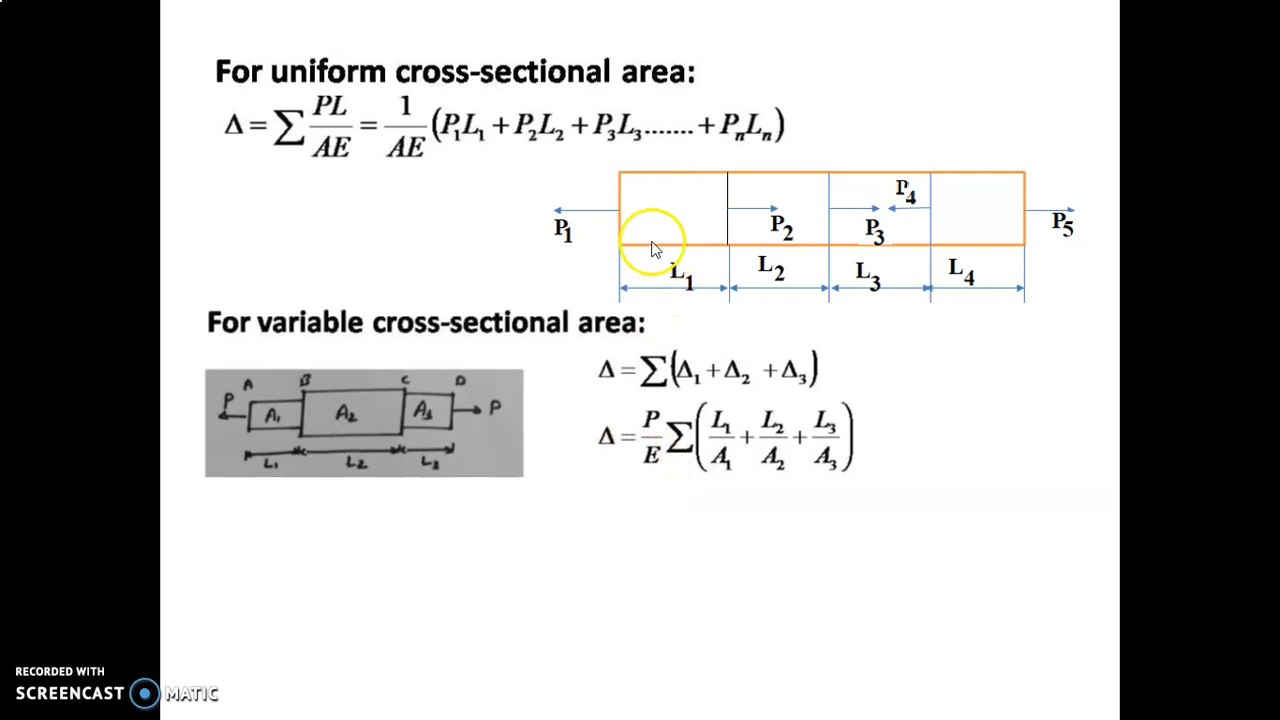 For uniform cross-sectional area:
Δ = ∑ PL/AE = 1/AE (P₁L₁ + P₂L₂ + P₃L₃....... + PₙLₙ)
P₁ P₂ P₃ P₄ P₅
L₁ L₂ L₃ L₄
For variable cross-sectional area:
A B C D
P A₁ A₂ A₃ P
L₁ L₂ L₃
Δ = ∑(Δ₁ + Δ₂ + Δ₃)
Δ = P/E ∑(L₁/A₁ + L₂/A₂ + L₃/A₃)
RECORDED WITH
SCREENCAST MATIC